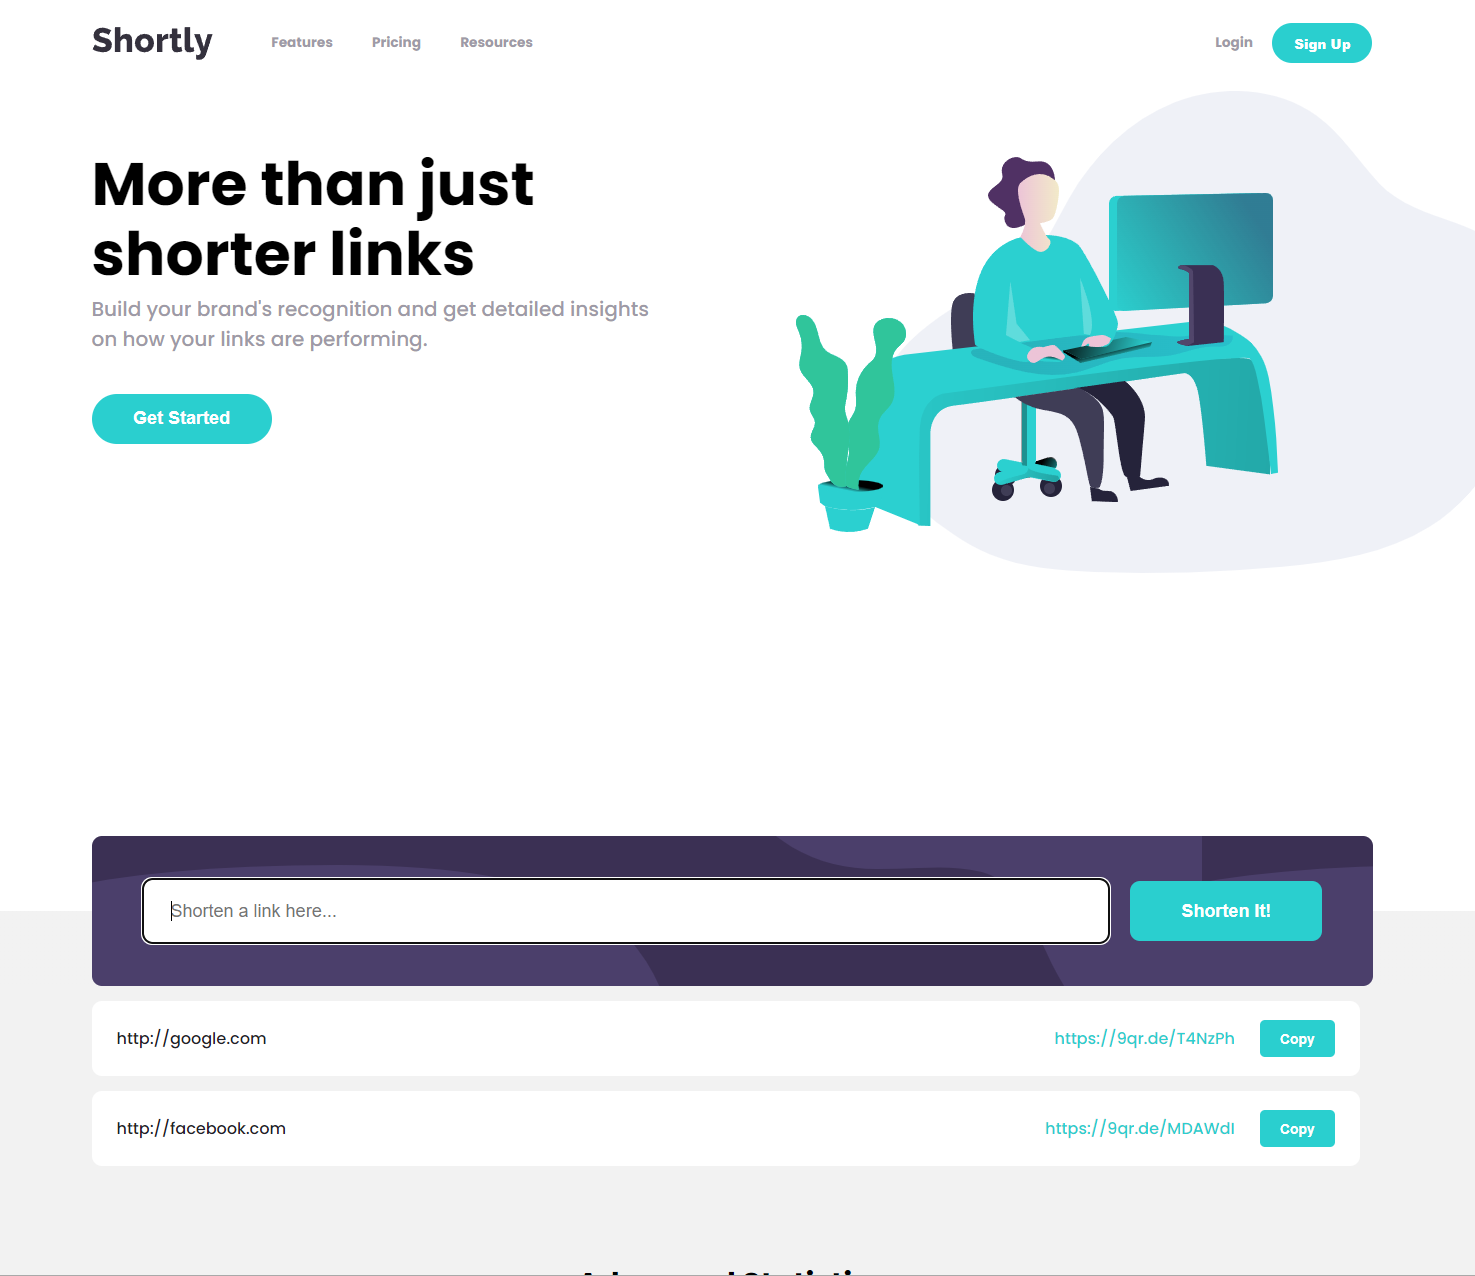 Shortly
Features Pricing Resources
Login Sign Up
More than just
shorter links
Build your brand's recognition and get detailed insights
on how your links are performing.
Get Started
Shorten a link here...
Shorten It!
http://google.com https://9qr.de/T4NzPh Copy
http://facebook.com https://9qr.de/MDAWdI Copy